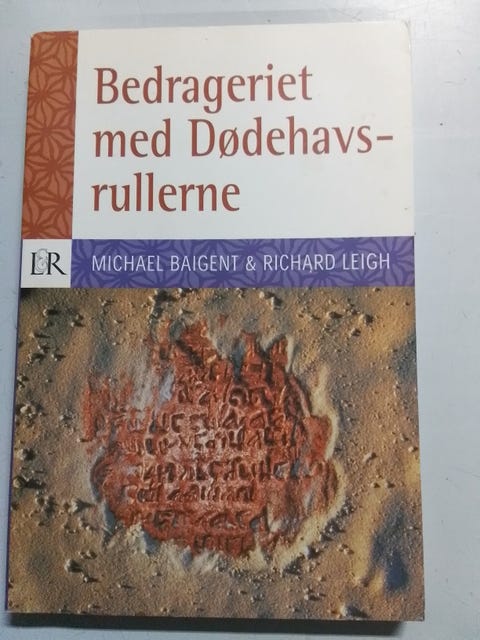 Bedrageriet
med Dødehavs-
rullerne
L&R
MICHAEL BAIGENT & RICHARD LEIGH